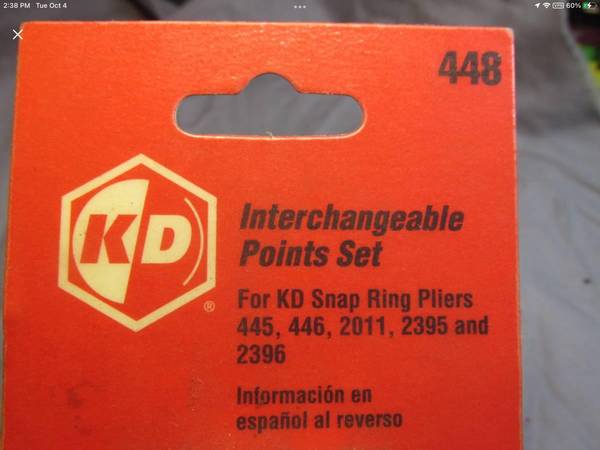 2:38 PM Tue Oct 4
60%
448
KD
®
Interchangeable
Points Set
For KD Snap Ring Pliers
445, 446, 2011, 2395 and
2396
Información en
español al reverso